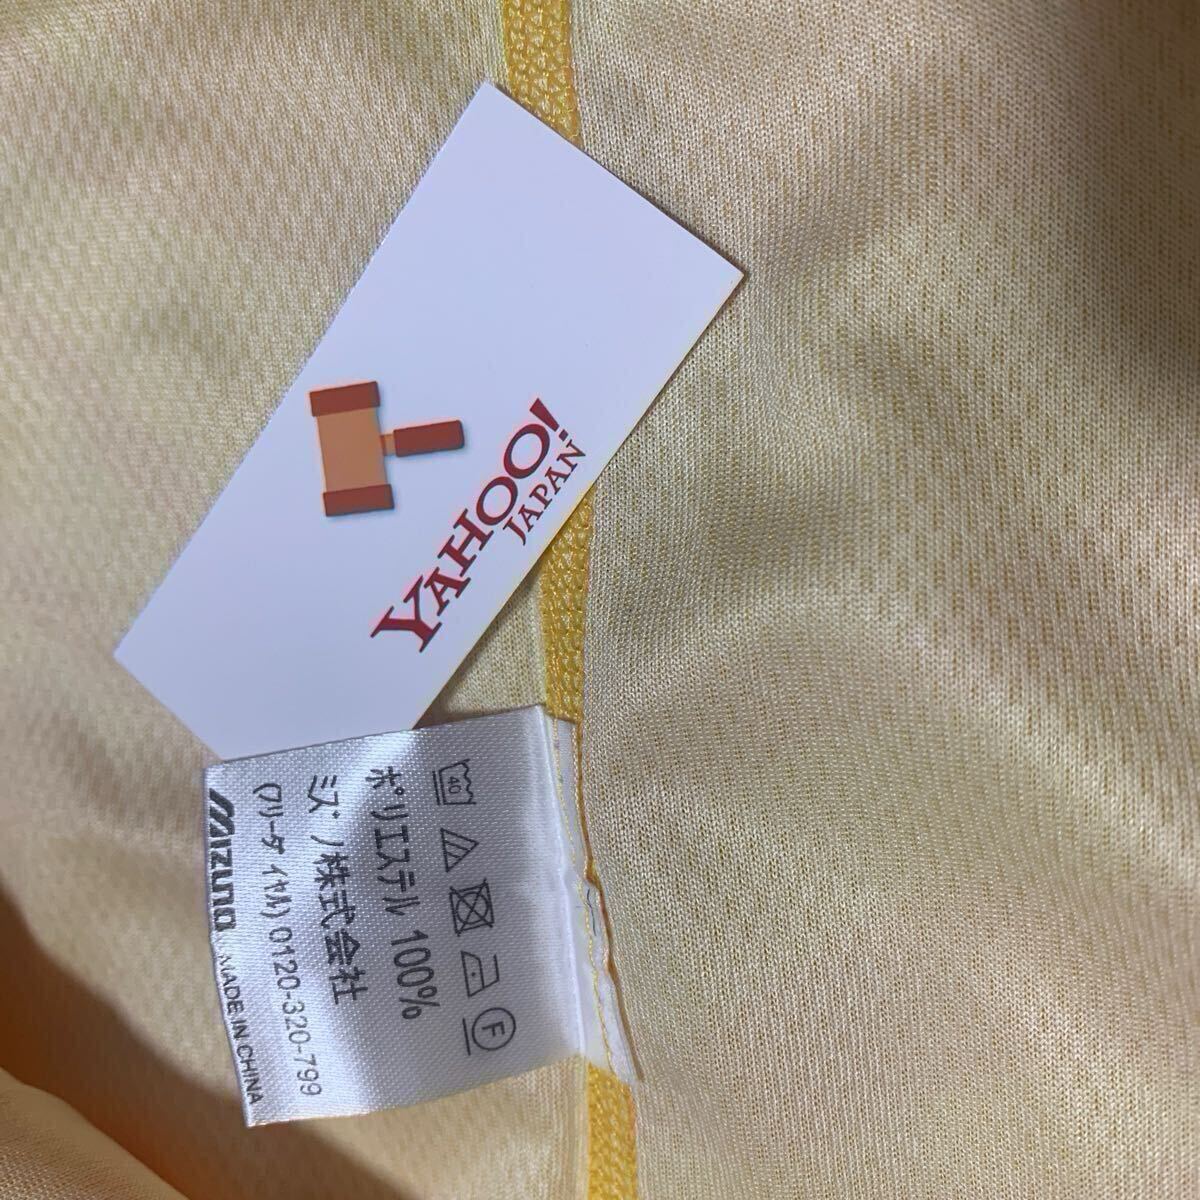 YAHOO!
JAPAN
40
F
ポリエステル 100%
ミズノ株式会社
(フリーダイヤル) 0120-320-799
MIZUNO MADE IN CHINA